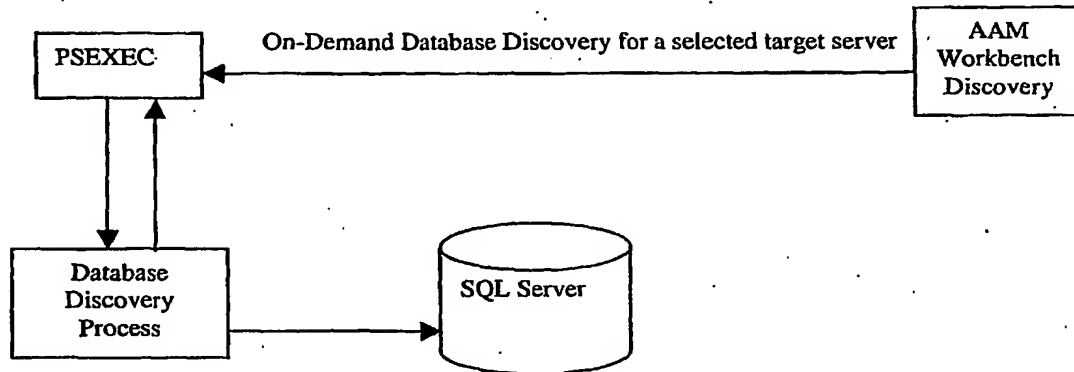 PSEXEC
On-Demand Database Discovery for a selected target server
AAM
Workbench
Discovery
Database
Discovery
Process
SQL Server